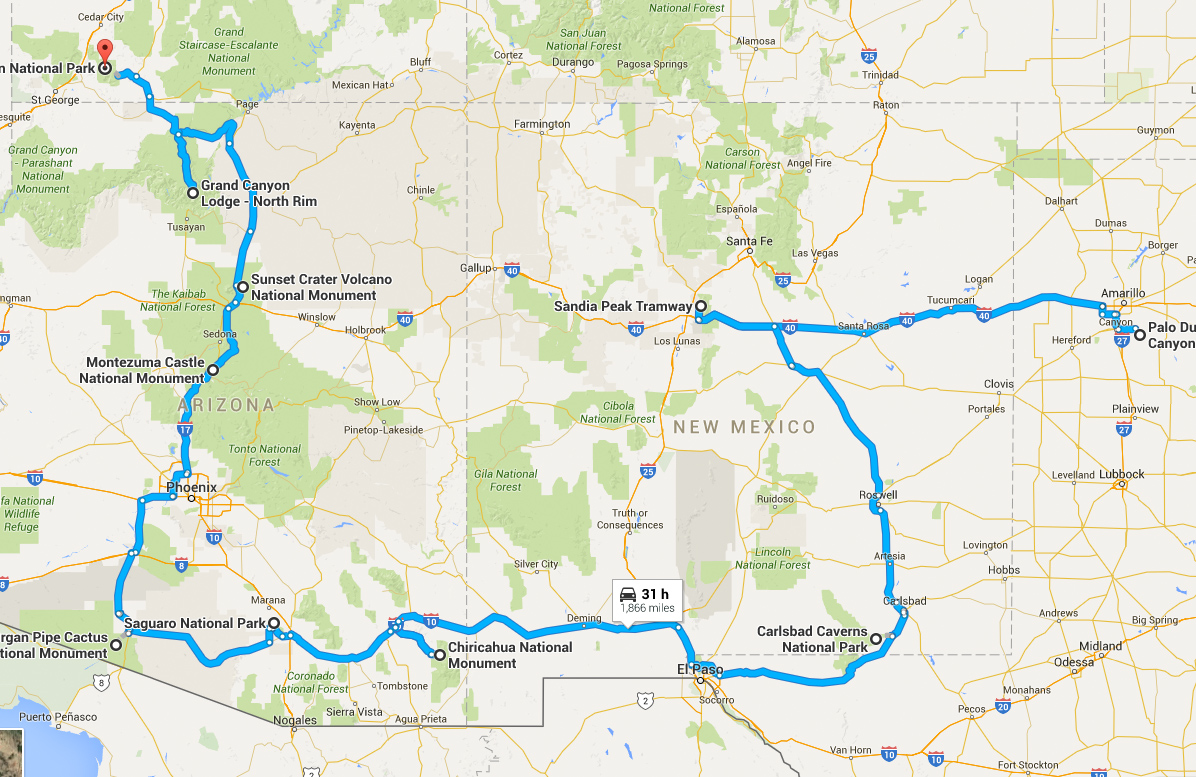 Cedar City
Grand
Staircase-Escalante
National
Monument
National Forest
San Juan
National Forest
Cortez
Durango
Pagosa Springs
Alamosa
25
Trinidad
n National Park
St George
esquite
Bluff
Mexican Hat
Page
Kayenta
Farmington
Raton
Guymon
Grand Canyon
- Parashant
National
Monument
Grand Canyon
Lodge - North Rim
Tusayan
Chinle
Carson
National Forest
Angel Fire
Dalhart
Dumas
Española
Santa Fe
Las Vegas
Borger
Sunset Crater Volcano
National Monument
The Kaibab
National Forest
ngman
40
Gallup
40
25
Logan
Tucumcari
Amarillo
Sandia Peak Tramway
Winslow
Holbrook
40
Sedona
40
Los Lunas
40
Santa Rosa
40
40
Canyon
27
Palo Du
Canyon
Hereford
Montezuma Castle
National Monument
ARIZONA
Show Low
Pinetop-Lakeside
Cibola
National Forest
NEW MEXICO
Clovis
Portales
Plainview
27
17
Tonto National
Forest
10
Phoenix
Gila National
Forest
25
Ruidoso
Roswell
Levelland
Lubbock
fa National
Wildlife
Refuge
10
Truth or
Consequences
8
8
Silver City
Lincoln
National Forest
Artesia
Lovington
Hobbs
31 h
1,866 miles
Marana
Saguaro National Park
10
Deming
Carlsbad
Andrews
Big Spring
rgan Pipe Cactus
tional Monument
Chiricahua National
Monument
Carlsbad Caverns
National Park
Midland
Odessa
8
Coronado
National Forest
Tombstone
El Paso
Socorro
2
Monahans
20
Pecos
Puerto Peñasco
Nogales
Sierra Vista
Agua Prieta
2
Van Horn
10
10
Fort Stockton
10